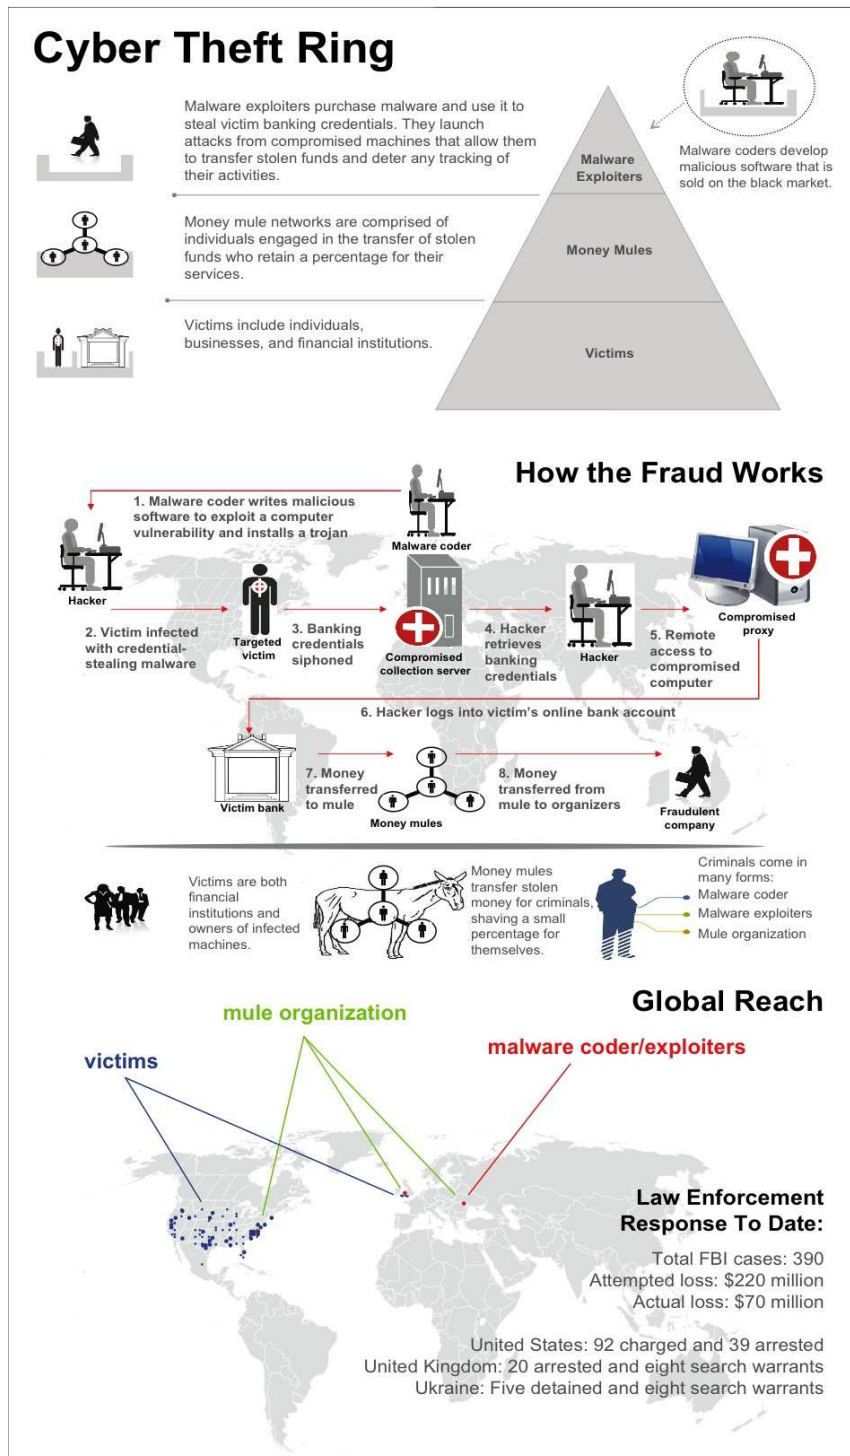 Cyber Theft Ring
Malware exploiters purchase malware and use it to
steal victim banking credentials. They launch
attacks from compromised machines that allow them
to transfer stolen funds and deter any tracking of
their activities.
Malware
Exploiters
Malware coders develop
malicious software that is
sold on the black market.
Money mule networks are comprised of
individuals engaged in the transfer of stolen
funds who retain a percentage for their
services.
Money Mules
Victims include individuals,
businesses, and financial institutions.
Victims
How the Fraud Works
1. Malware coder writes malicious
software to exploit a computer
vulnerability and installs a trojan
Malware coder
Hacker
2. Victim infected
with credential-
stealing malware
Targeted
victim
3. Banking
credentials
siphoned
Compromised
collection server
4. Hacker
retrieves
banking
credentials
Hacker
5. Remote
access to
compromised
computer
Compromised
proxy
6. Hacker logs into victim's online bank account
Victim bank
7. Money
transferred
to mule
Money mules
8. Money
transferred from
mule to organizers
Fraudulent
company
Victims are both
financial
institutions and
owners of infected
machines.
Money mules
transfer stolen
money for criminals,
shaving a small
percentage for
themselves.
Criminals come in
many forms:
Malware coder
Malware exploiters
Mule organization
Global Reach
mule organization
malware coder/exploiters
victims
Law Enforcement
Response To Date:
Total FBI cases: 390
Attempted loss: $220 million
Actual loss: $70 million
United States: 92 charged and 39 arrested
United Kingdom: 20 arrested and eight search warrants
Ukraine: Five detained and eight search warrants